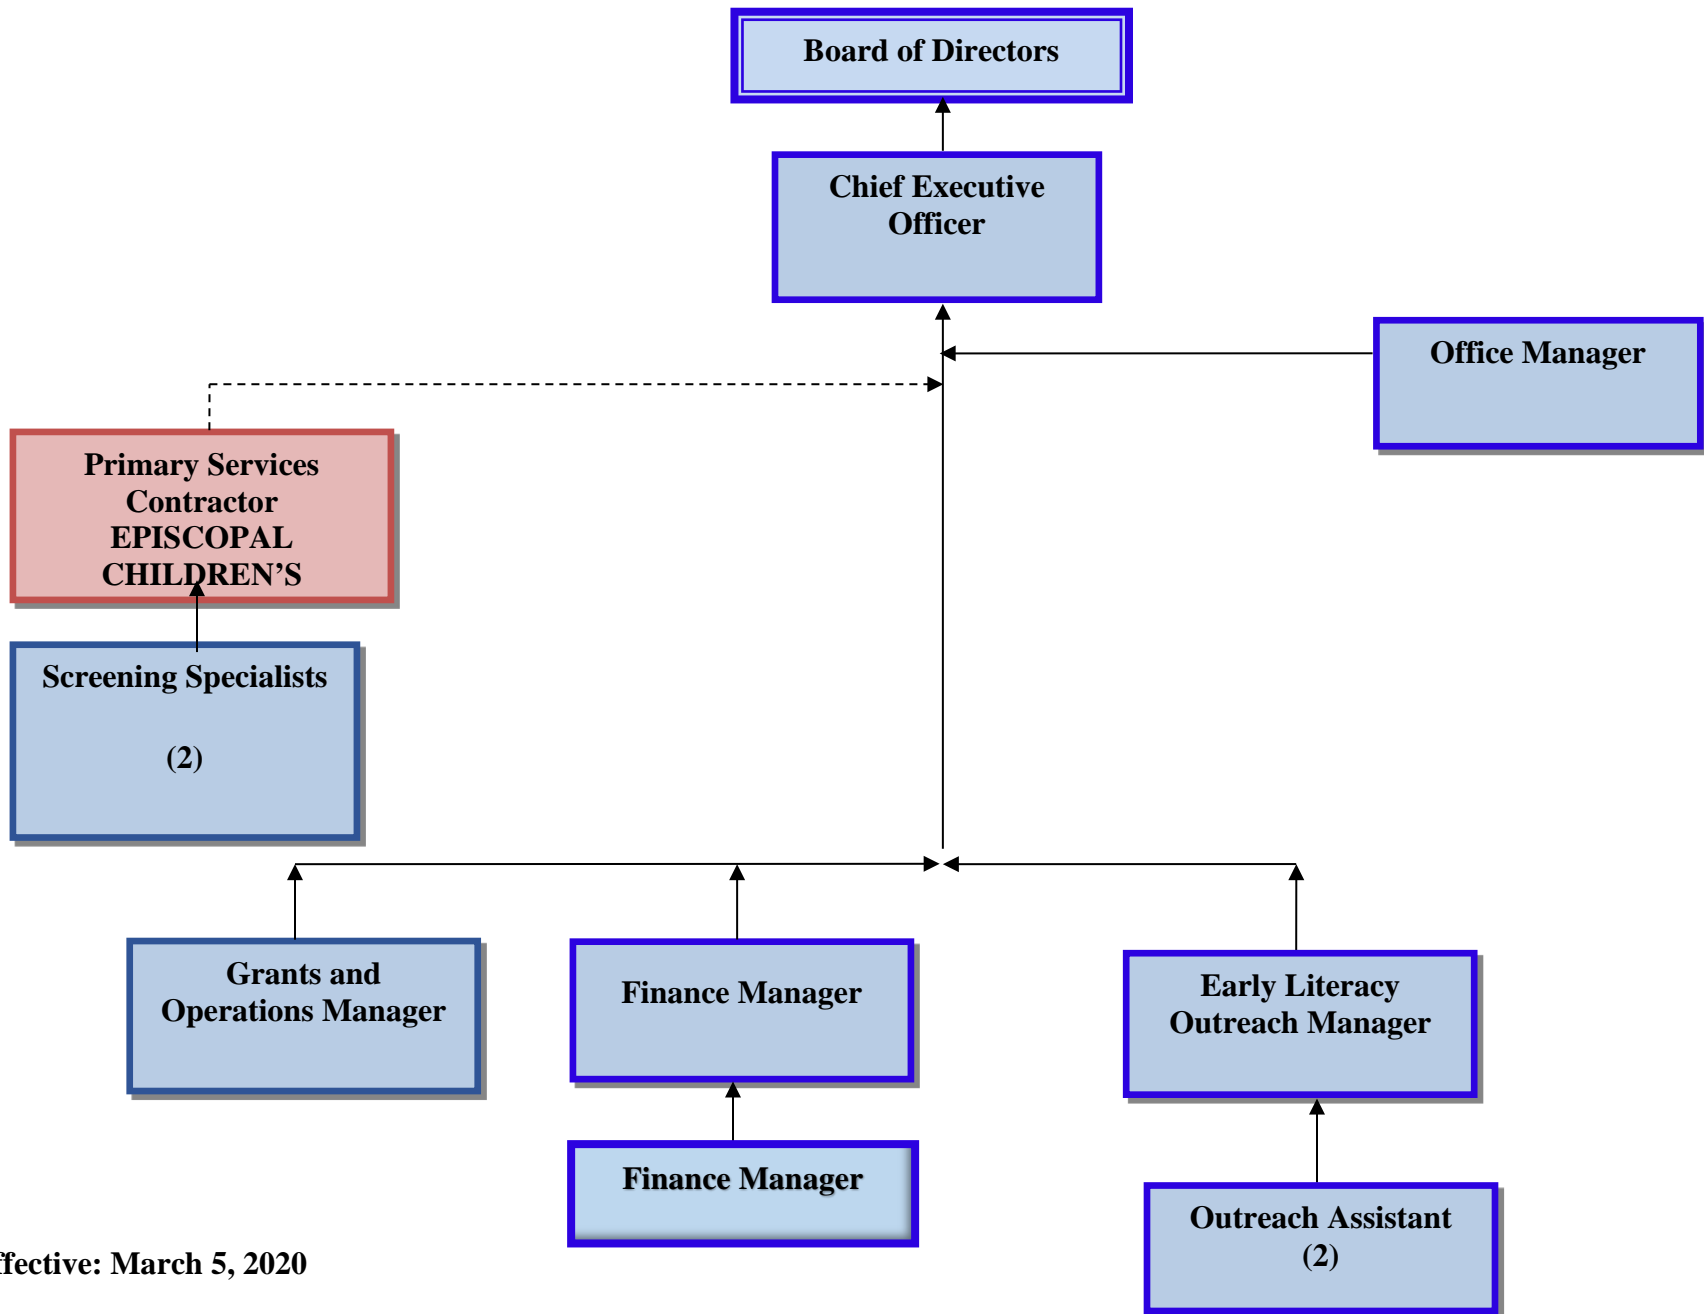 Board of Directors
Chief Executive
Officer
Office Manager
Primary Services
Contractor
EPISCOPAL
CHILDREN’S
Screening Specialists
(2)
Grants and
Operations Manager
Finance Manager
Early Literacy
Outreach Manager
Finance Manager
Outreach Assistant
(2)
ffective: March 5, 2020